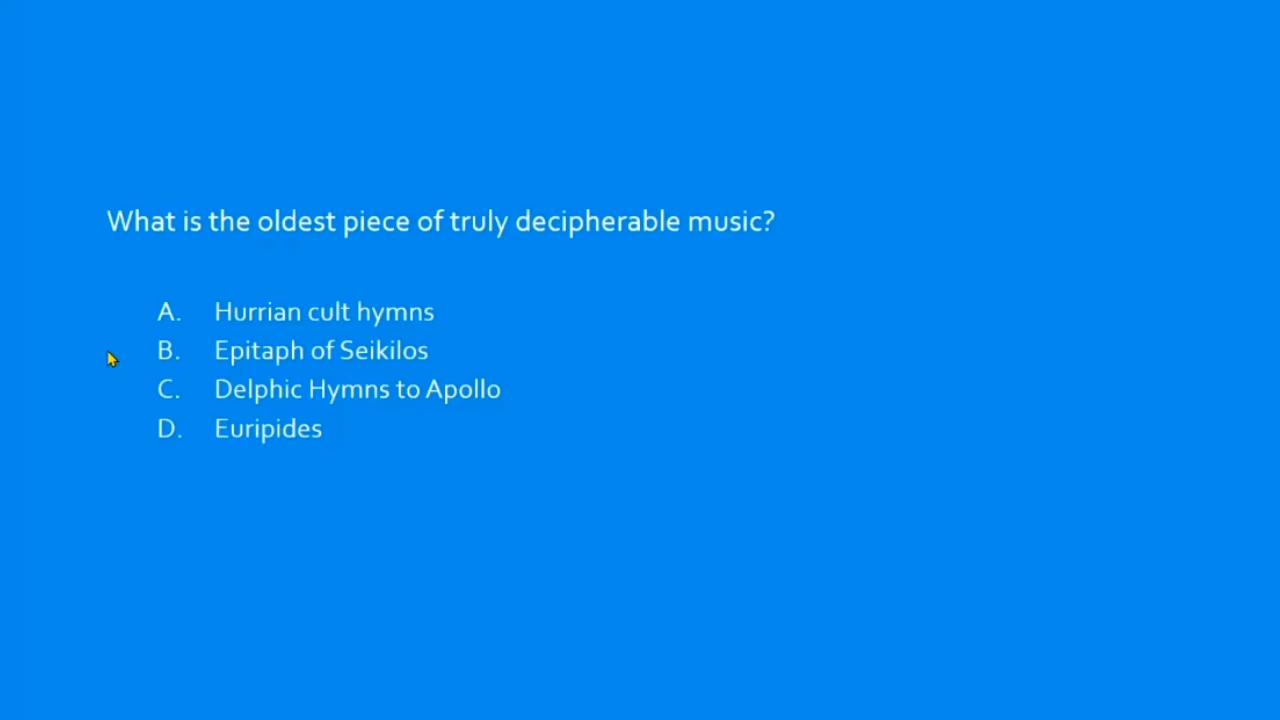 What is the oldest piece of truly decipherable music?
A. Hurrian cult hymns
B. Epitaph of Seikilos
C. Delphic Hymns to Apollo
D. Euripides